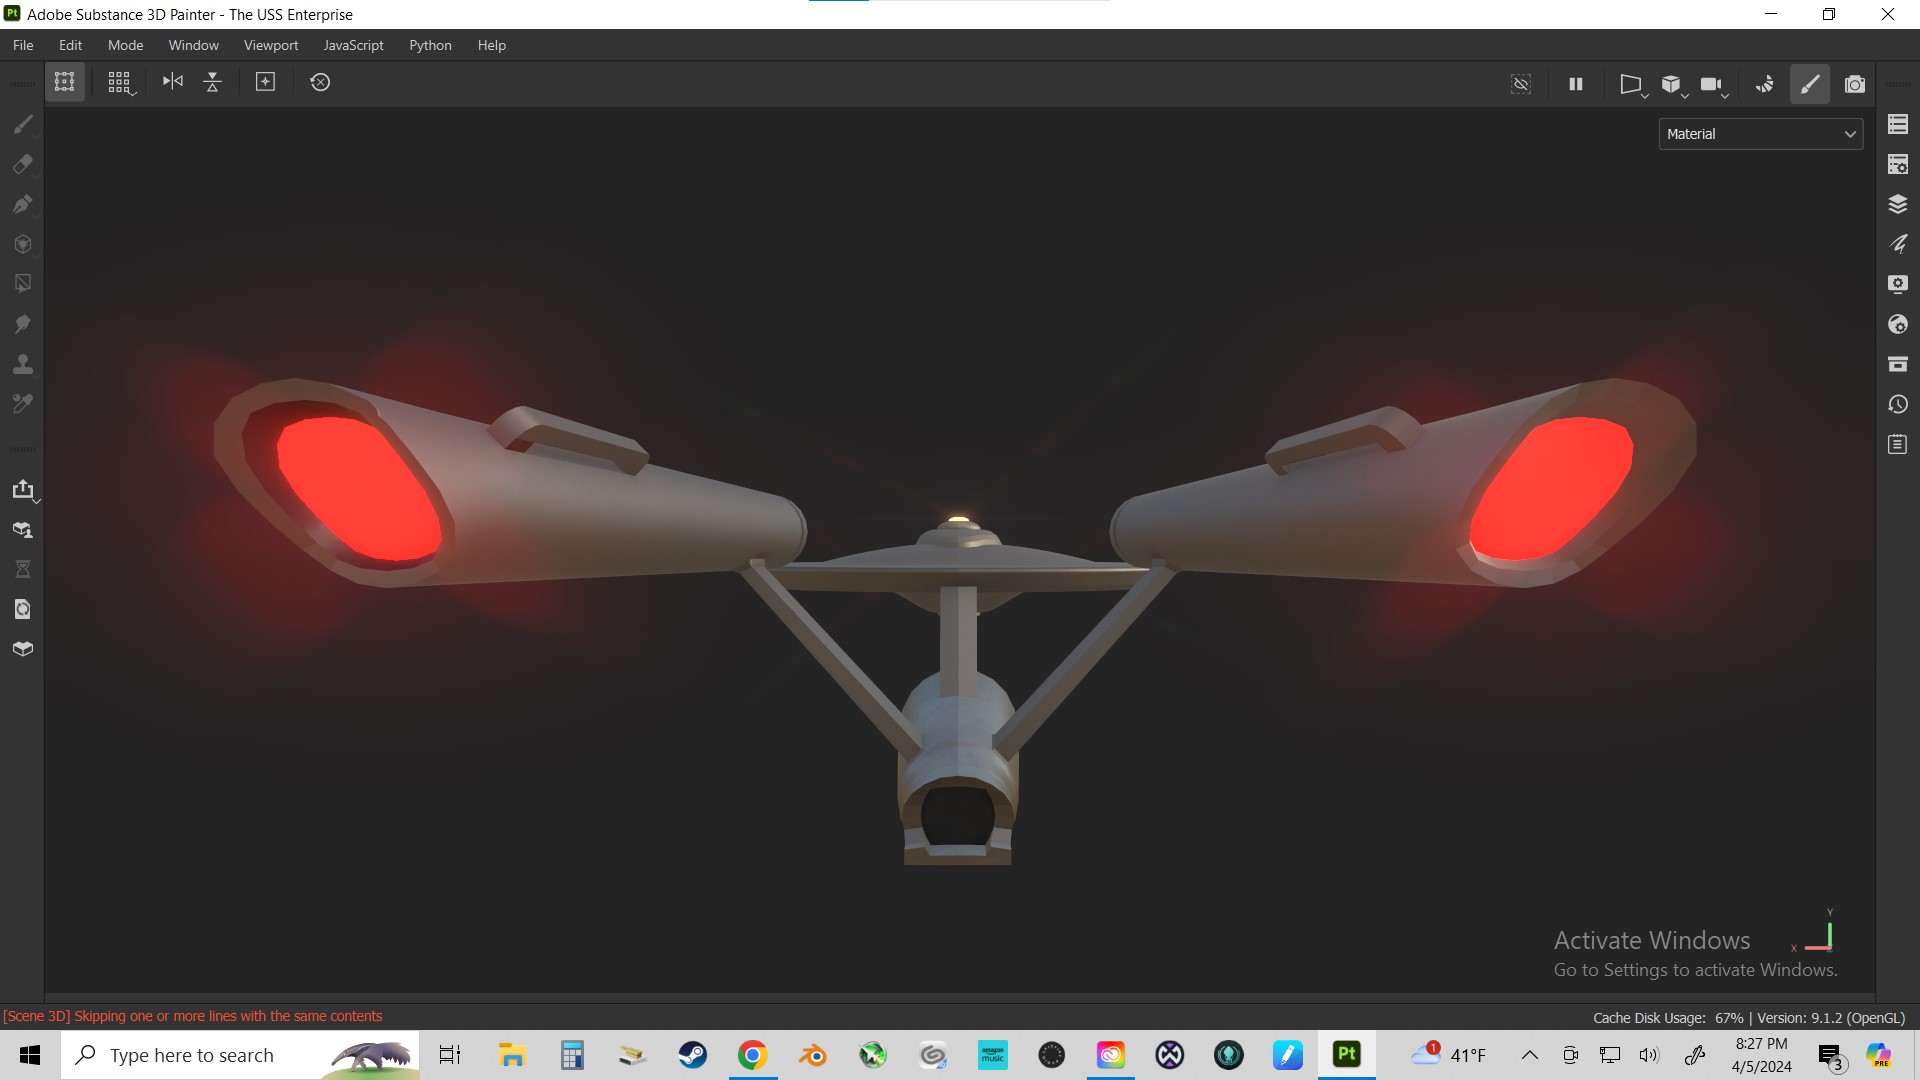 Pt Adobe Substance 3D Painter - The USS Enterprise
File Edit Mode Window Viewport JavaScript Python Help
Material
Y
X
Activate Windows
Go to Settings to activate Windows.
[Scene 3D] Skipping one or more lines with the same contents
Cache Disk Usage: 67% | Version: 9.1.2 (OpenGL)
Type here to search
amazon
music
Pt
1
41°F
8:27 PM
4/5/2024
3
PRE